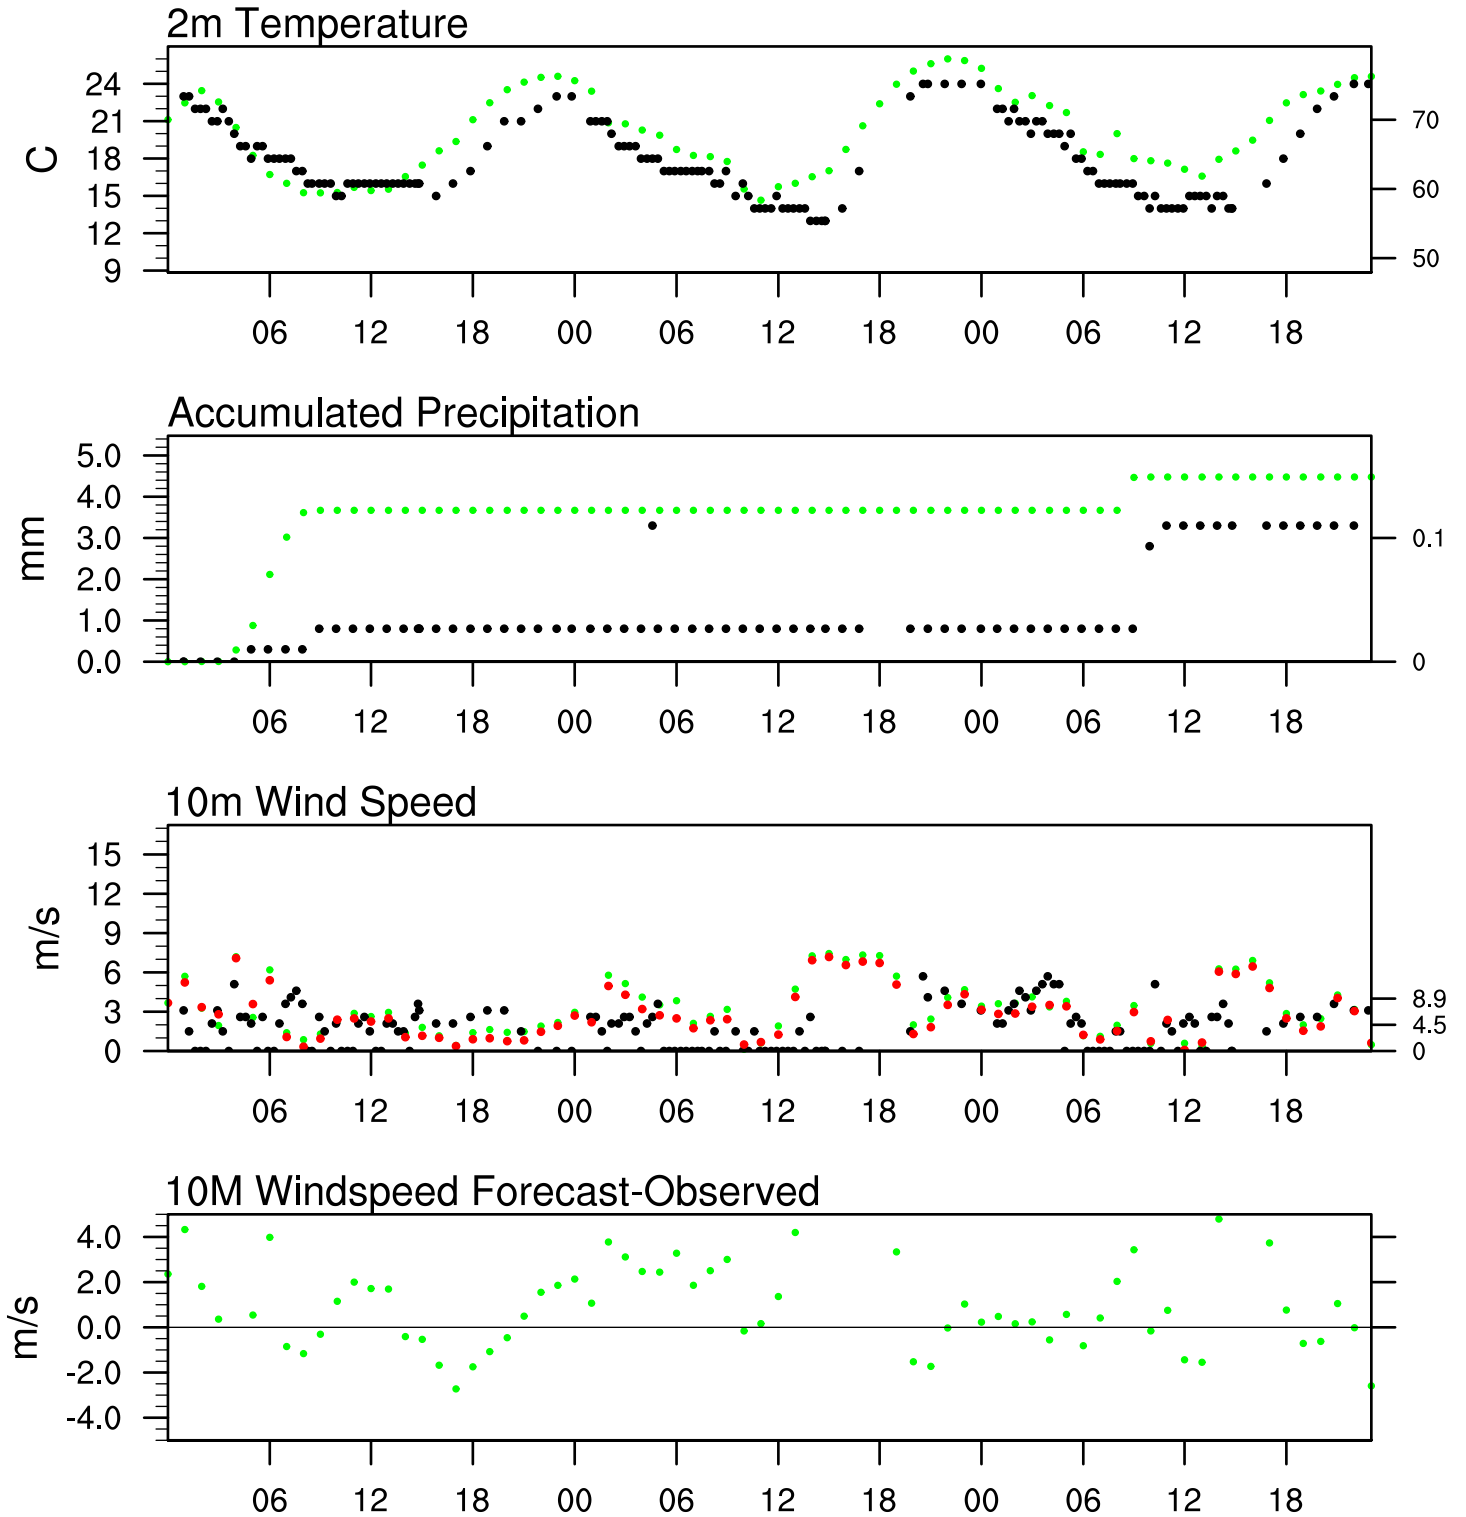 2m Temperature
C
24
21
18
15
12
9
70
60
50
06 12 18 00 06 12 18 00 06 12 18
Accumulated Precipitation
mm
5.0
4.0
3.0
2.0
1.0
0.0
0.1
0
06 12 18 00 06 12 18 00 06 12 18
10m Wind Speed
m/s
15
12
9
6
3
0
8.9
4.5
0
06 12 18 00 06 12 18 00 06 12 18
10M Windspeed Forecast-Observed
m/s
4.0
2.0
0.0
-2.0
-4.0
06 12 18 00 06 12 18 00 06 12 18